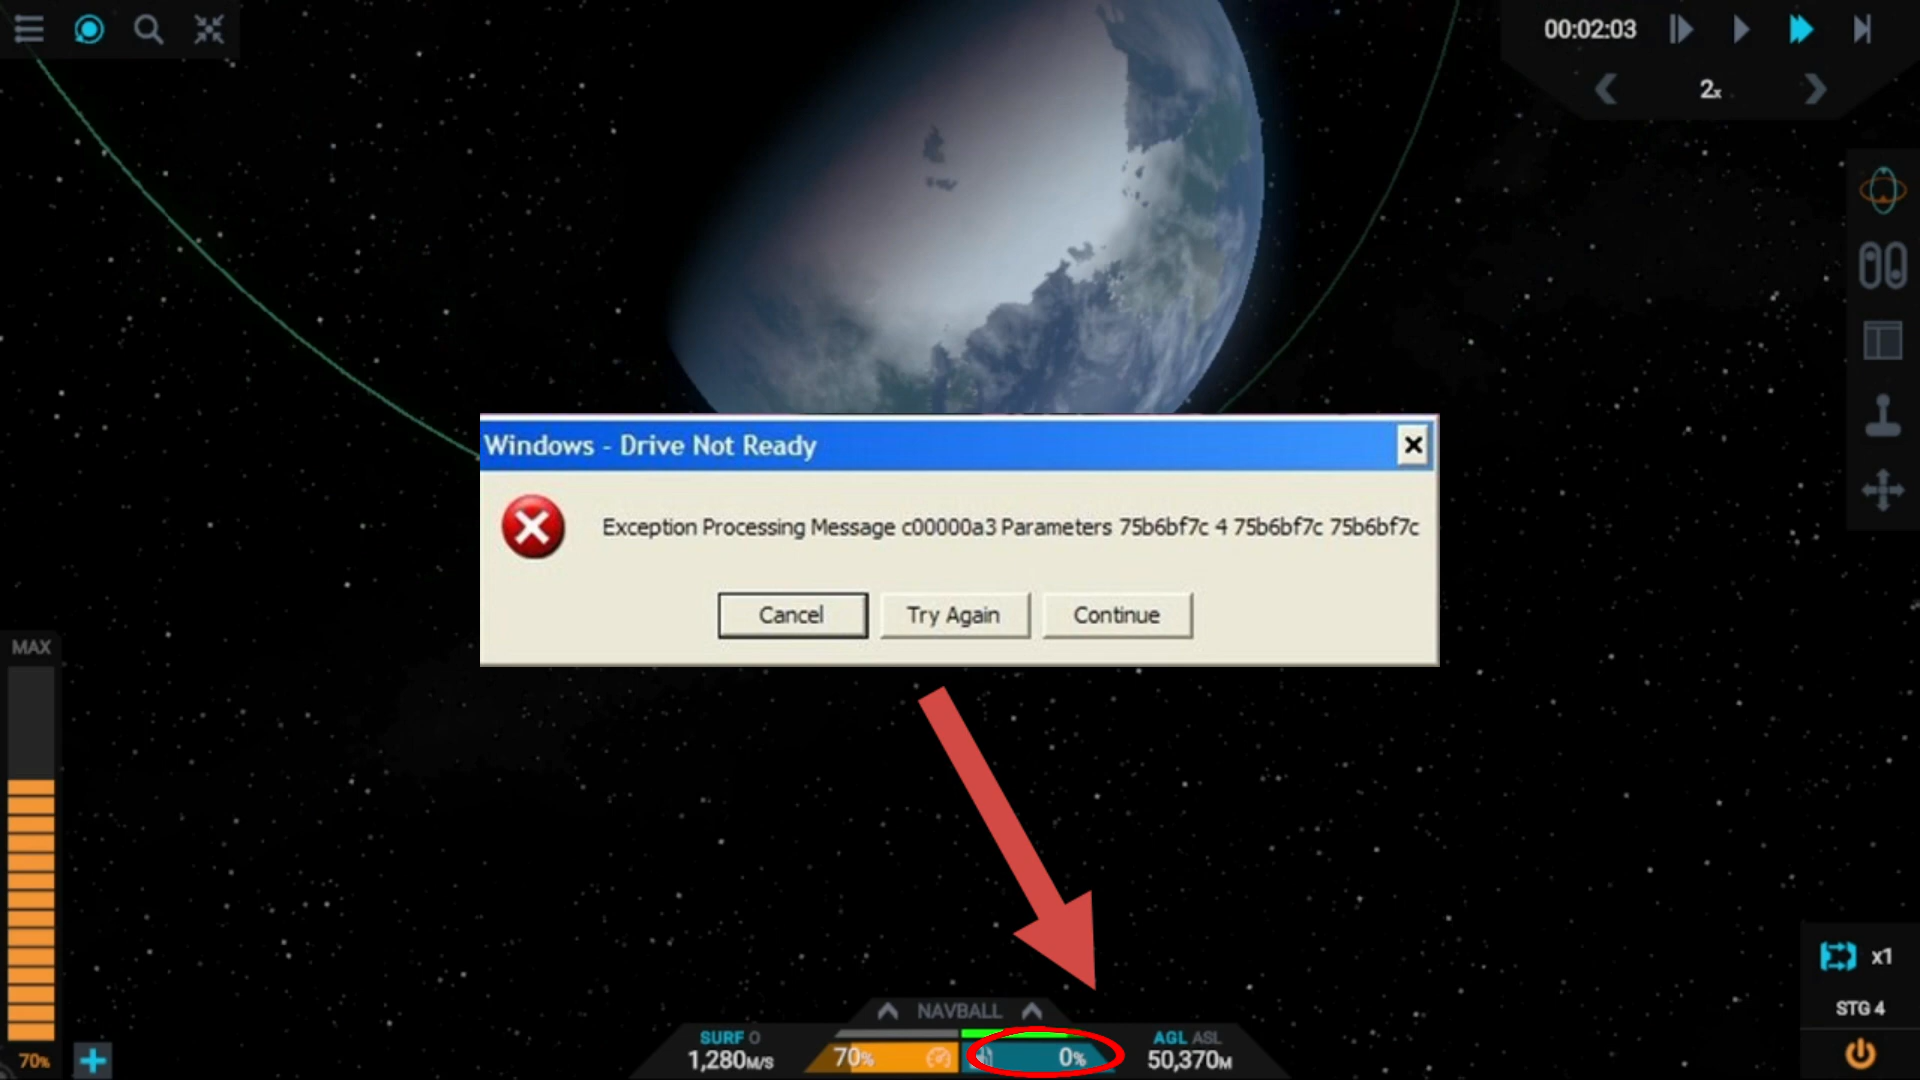 00:02:03
2x
Windows - Drive Not Ready
Exception Processing Message c00000a3 Parameters 75b6bf7c 4 75b6bf7c 75b6bf7c
Cancel
Try Again
Continue
MAX
70%
x1
STG 4
NAVBALL
SURF O
1,280M/S
70%
0%
AGL ASL
50,370M